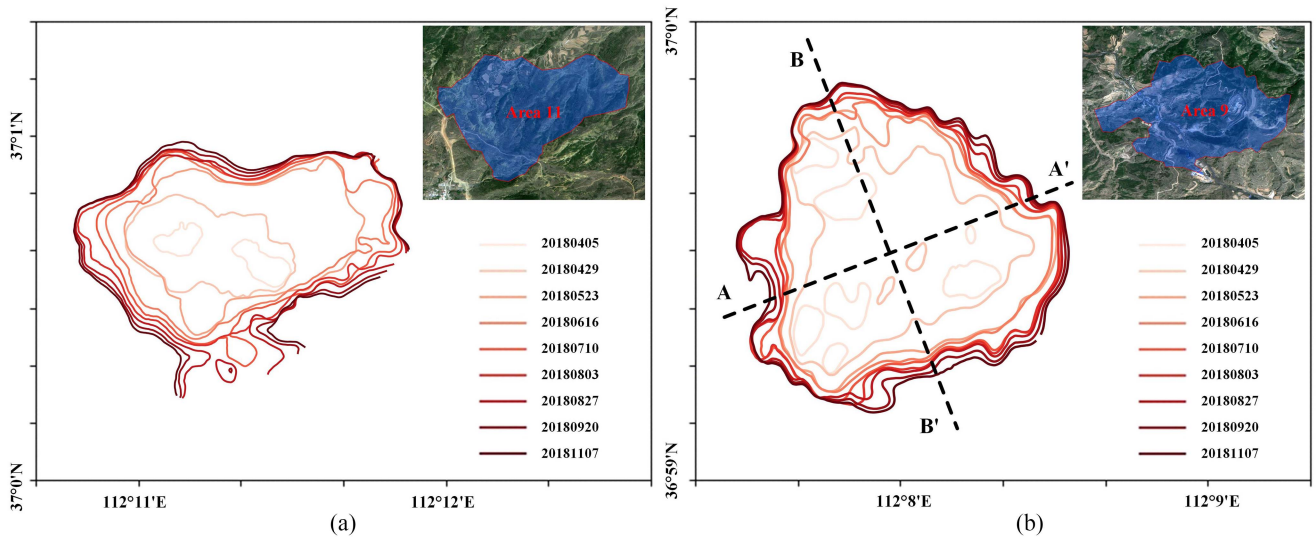 Area 11
37°1'N
37°0'N
20180405
20180429
20180523
20180616
20180710
20180803
20180827
20180920
20181107
112°11'E
112°12'E
(a)
37°0'N
36°59'N
Area 9
B
A'
A
B'
20180405
20180429
20180523
20180616
20180710
20180803
20180827
20180920
20181107
112°8'E
112°9'E
(b)